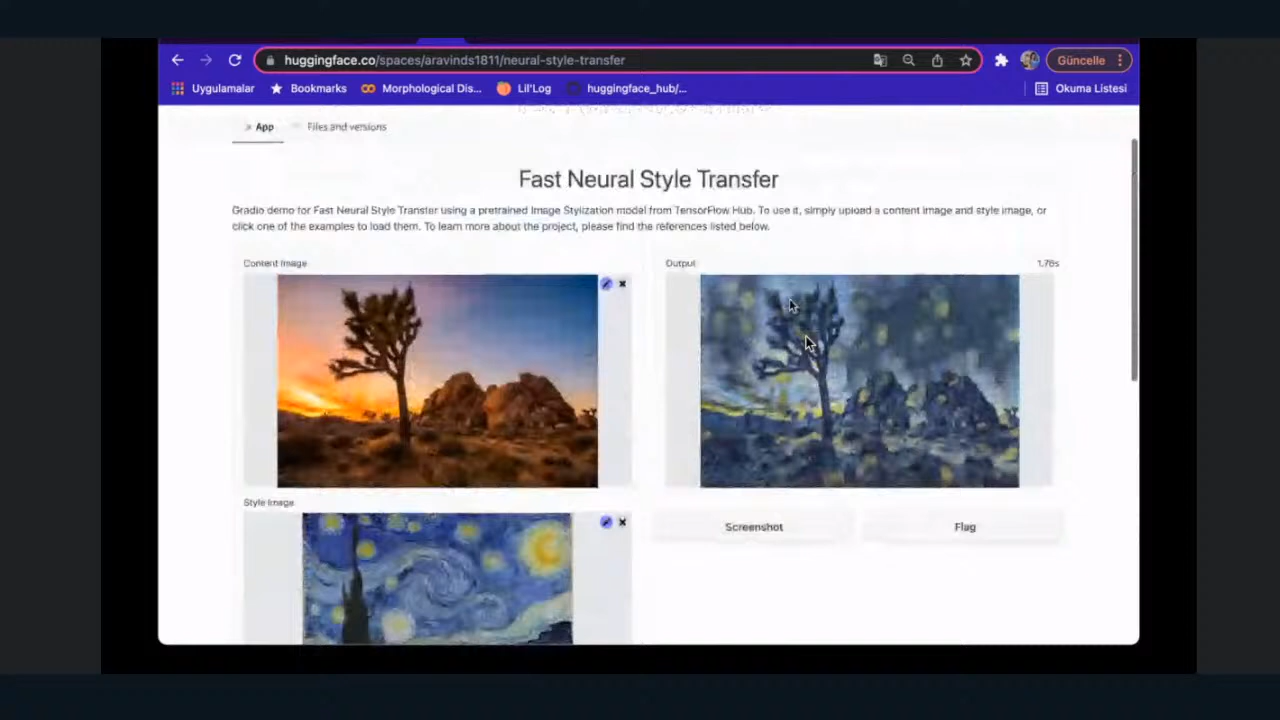 huggingface.co/spaces/aravinds1811/neural-style-transfer
Güncelle
Uygulamalar
Bookmarks
Morphological Dis...
Lil'Log
huggingface_hub/...
Okuma Listesi
App
Files and versions
Fast Neural Style Transfer
Gradio demo for Fast Neural Style Transfer using a pretrained Image Stylization model from TensorFlow Hub. To use it, simply upload a content image and style image, or
click one of the examples to load them. To learn more about the project, please find the references listed below.
Content Image
Output
1.76s
Style Image
Screenshot
Flag